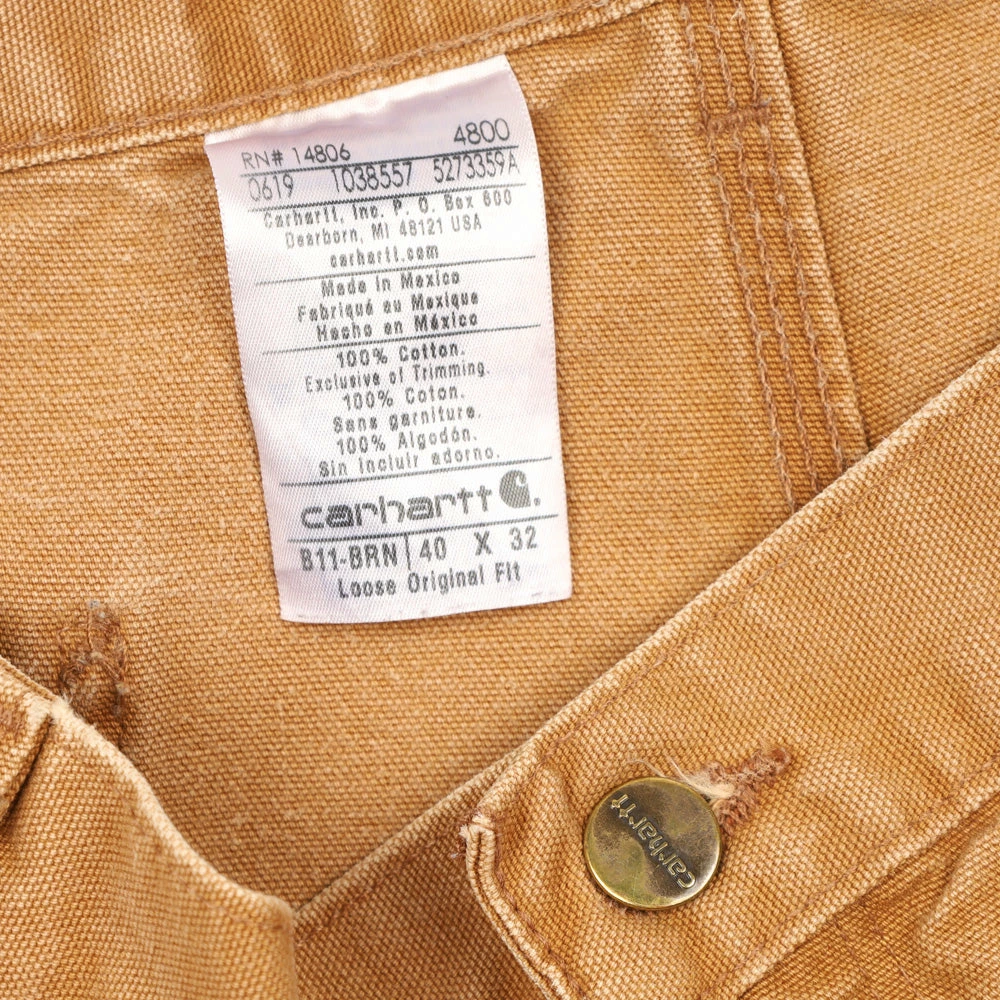 RN# 14806 4800
0619 1038557 5273359A
Carhartt, Inc. P. O. Box 600
Dearborn, MI 48121 USA
carhartt.com
Made in Mexico
Fabriqué au Mexique
Hecho en México
100% Cotton.
Exclusive of Trimming.
100% Coton.
Sans garniture.
100% Algodón.
Sin incluir adorno.
carhartt
B11-BRN 40 X 32
Loose Original Fit
carhartt